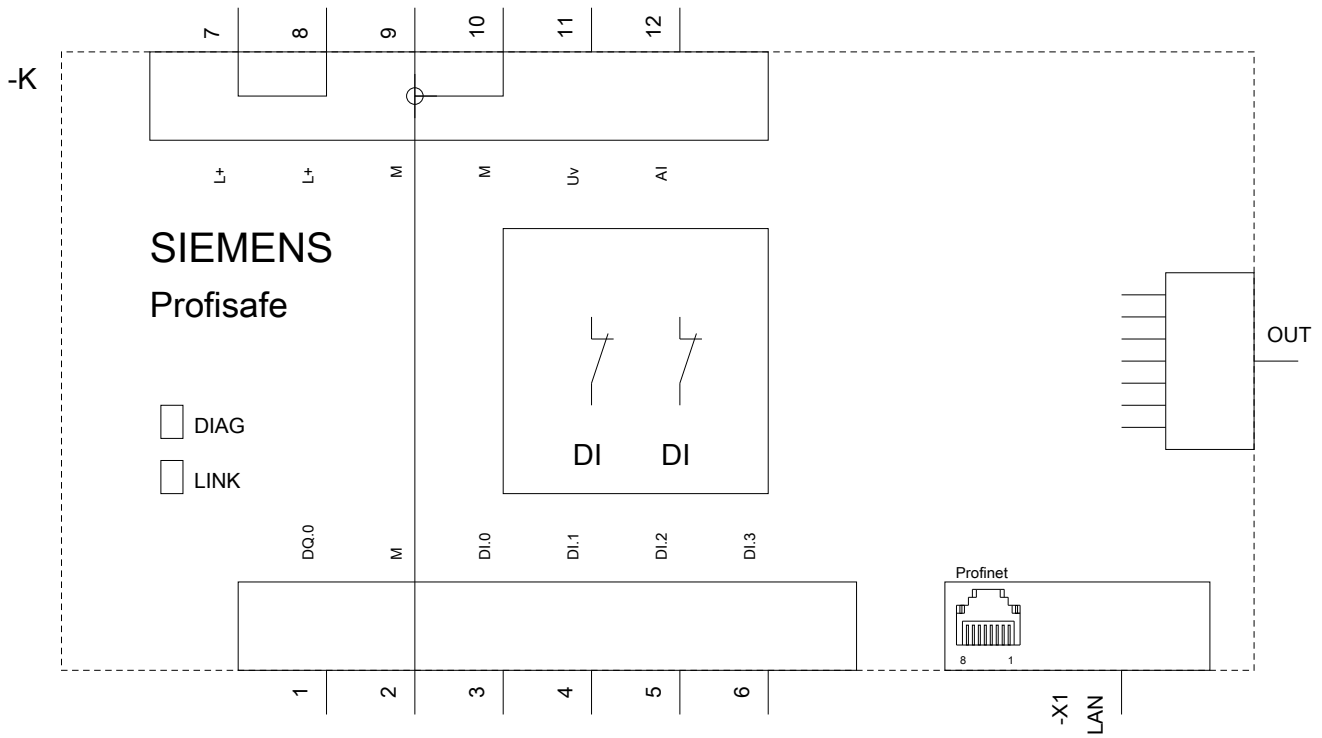 7 8 9 10 11 12
-K
L+ L+ M M Uv AI
SIEMENS
Profisafe
OUT
DIAG
DI DI
LINK
DQ.0 M DI.0 DI.1 DI.2 DI.3
Profinet
8 1
1 2 3 4 5 6
-X1
LAN